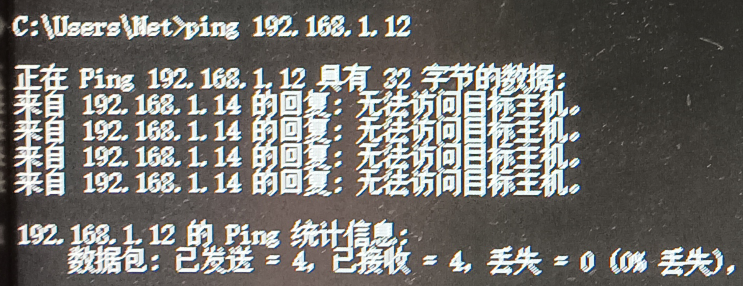 C:\Users\Net>ping 192.168.1.12
正在 Ping 192.168.1.12 具有 32 字节的数据:
来自 192.168.1.14 的回复: 无法访问目标主机。
来自 192.168.1.14 的回复: 无法访问目标主机。
来自 192.168.1.14 的回复: 无法访问目标主机。
来自 192.168.1.14 的回复: 无法访问目标主机。
192.168.1.12 的 Ping 统计信息:
数据包: 已发送 = 4, 已接收 = 4, 丢失 = 0 (0% 丢失),